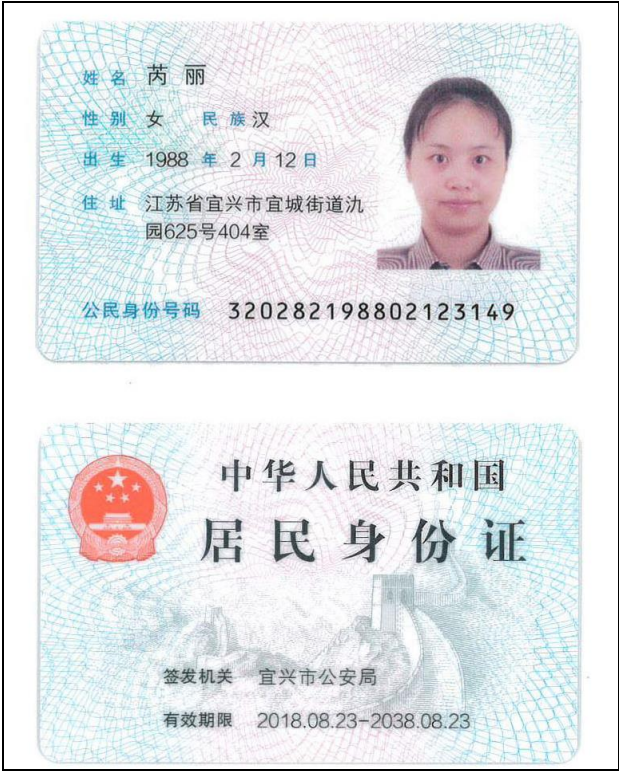 姓名 芮丽
性别 女 民族 汉
出生 1988 年 2 月 12 日
住址 江苏省宜兴市宜城街道氿
园625号404室
公民身份号码 320282198802123149
中华人民共和国
居民身份证
签发机关 宜兴市公安局
有效期限 2018.08.23-2038.08.23